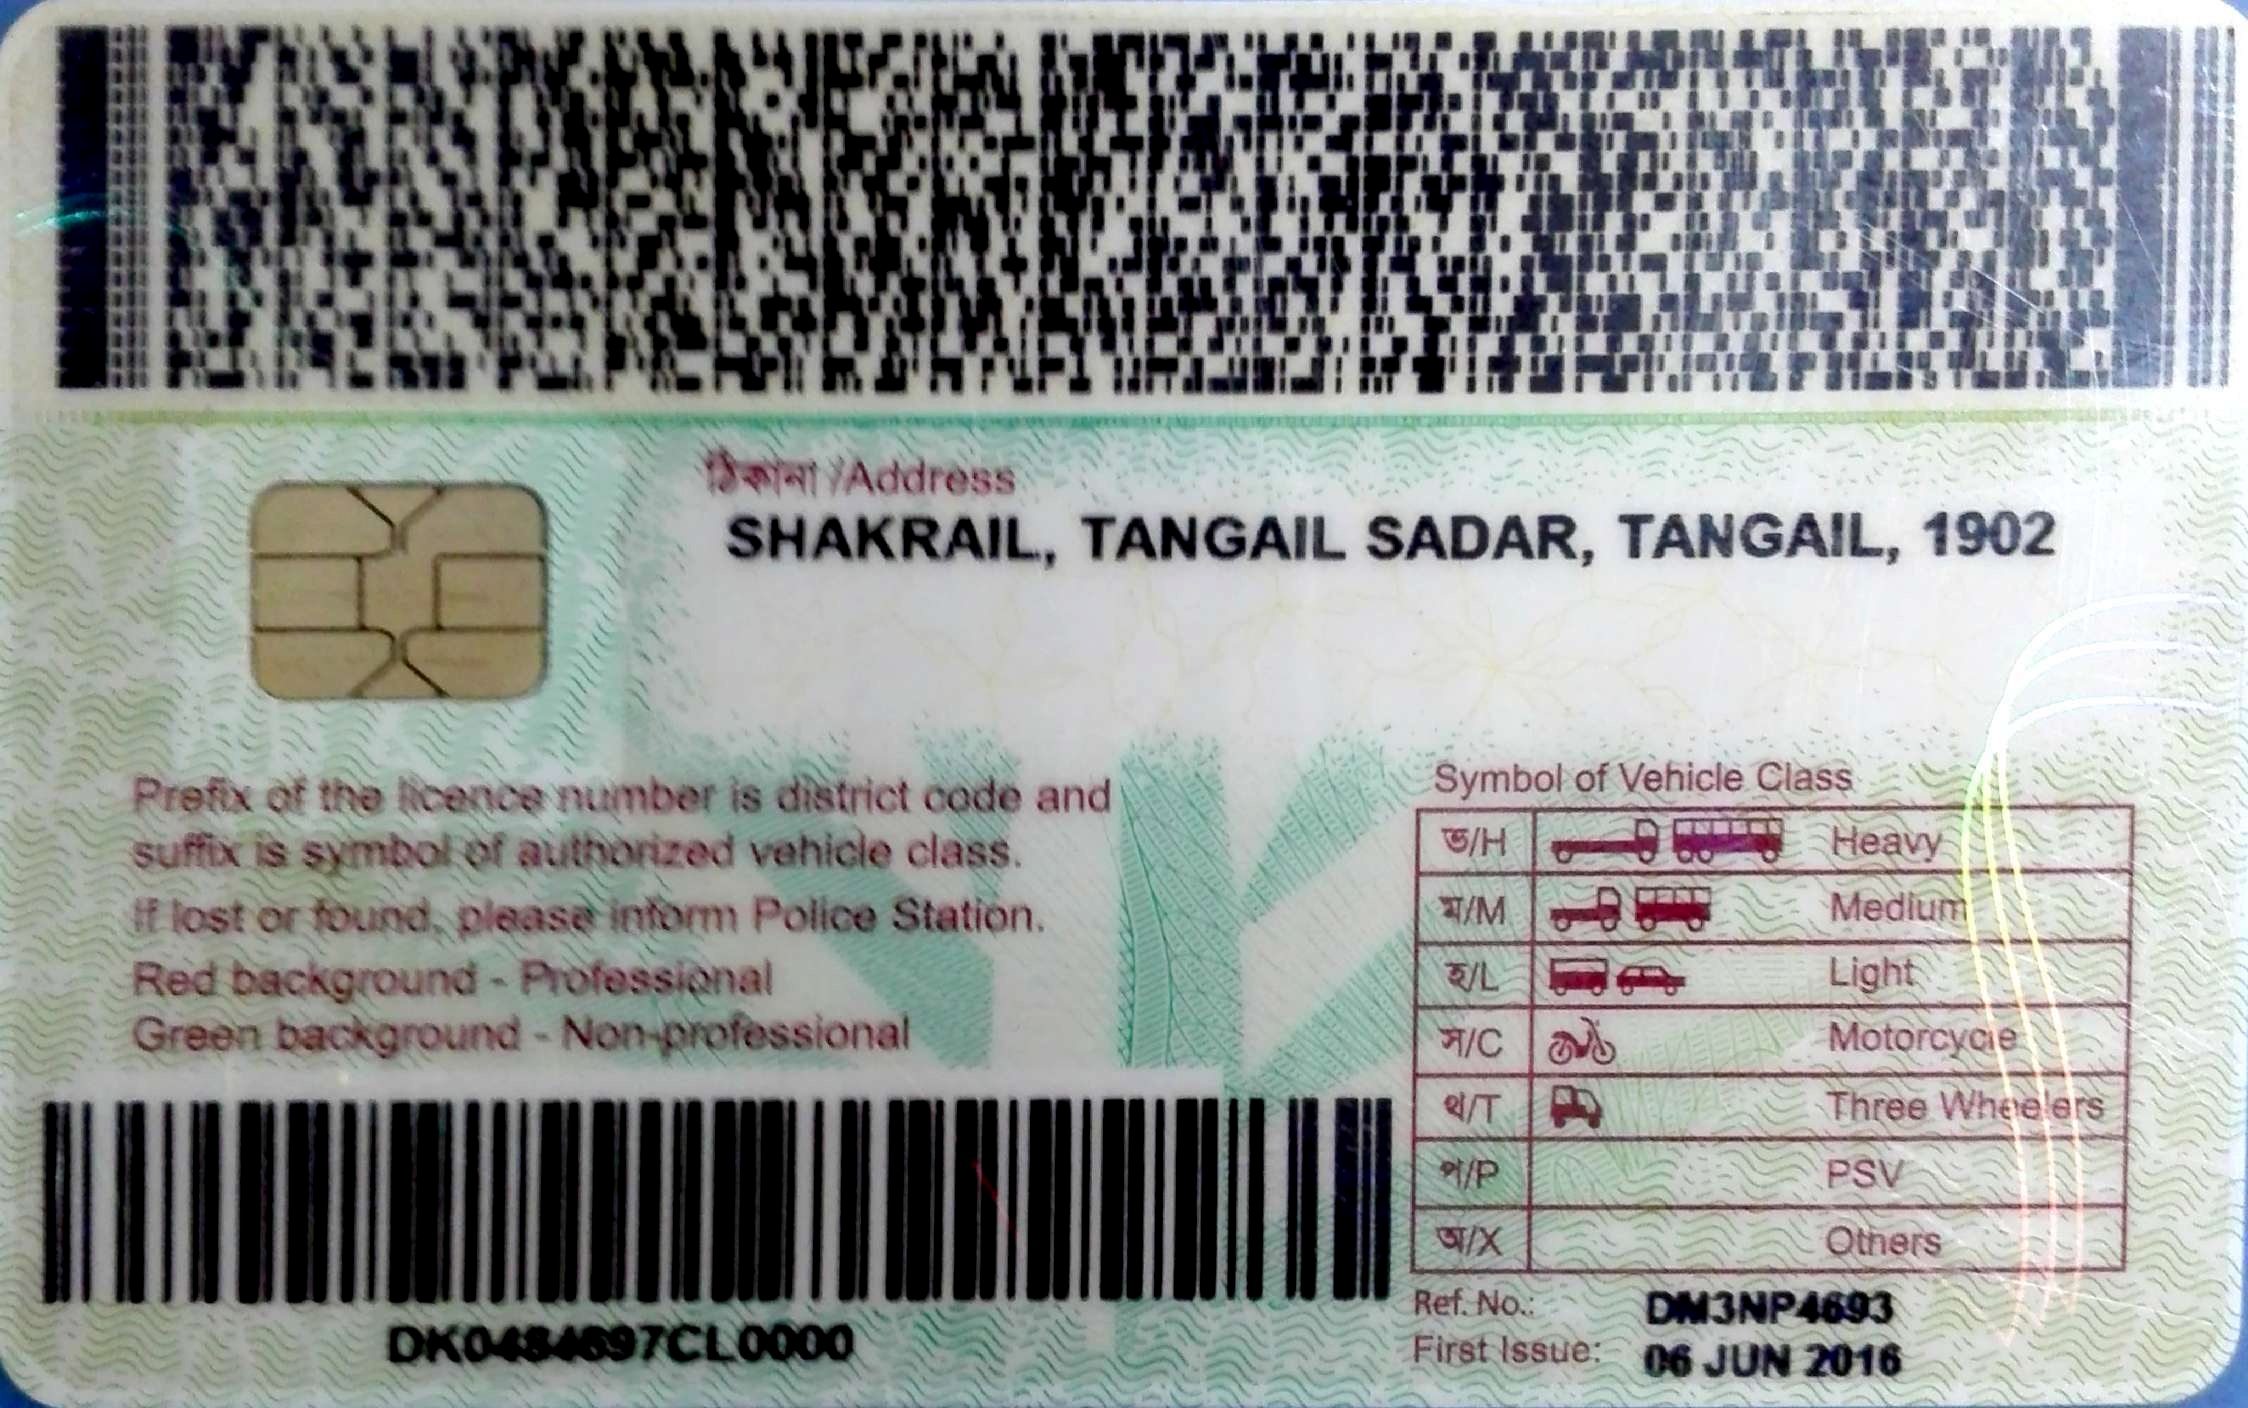 ঠিকানা /Address
SHAKRAIL, TANGAIL SADAR, TANGAIL, 1902
Prefix of the licence number is district code and
suffix is symbol of authorized vehicle class.
If lost or found, please inform Police Station.
Red background - Professional
Green background - Non-professional
DK0484697CL0000
Symbol of Vehicle Class
ভ/H Heavy
ম/M Medium
হ/L Light
স/C Motorcycle
থ/T Three Wheelers
প/P PSV
অ/X Others
Ref. No.: DM3NP4693
First Issue: 06 JUN 2016